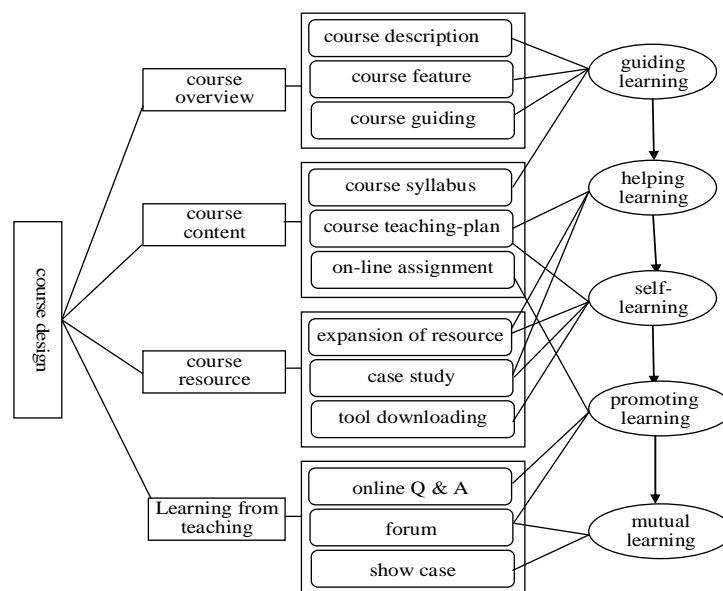 course design
course
overview
course
content
course
resource
Learning from
teaching
course description
course feature
course guiding
course syllabus
course teaching-plan
on-line assignment
expansion of resource
case study
tool downloading
online Q & A
forum
show case
guiding
learning
helping
learning
self-
learning
promoting
learning
mutual
learning